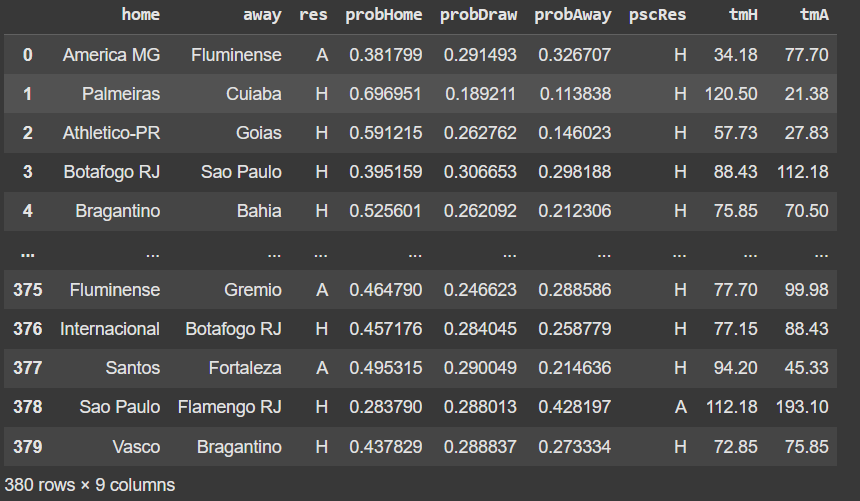 home away res probHome probDraw probAway pscRes tmH tmA
0 America MG Fluminense A 0.381799 0.291493 0.326707 H 34.18 77.70
1 Palmeiras Cuiaba H 0.696951 0.189211 0.113838 H 120.50 21.38
2 Athletico-PR Goias H 0.591215 0.262762 0.146023 H 57.73 27.83
3 Botafogo RJ Sao Paulo H 0.395159 0.306653 0.298188 H 88.43 112.18
4 Bragantino Bahia H 0.525601 0.262092 0.212306 H 75.85 70.50
... ... ... ... ... ... ... ... ... ...
375 Fluminense Gremio A 0.464790 0.246623 0.288586 H 77.70 99.98
376 Internacional Botafogo RJ H 0.457176 0.284045 0.258779 H 77.15 88.43
377 Santos Fortaleza A 0.495315 0.290049 0.214636 H 94.20 45.33
378 Sao Paulo Flamengo RJ H 0.283790 0.288013 0.428197 A 112.18 193.10
379 Vasco Bragantino H 0.437829 0.288837 0.273334 H 72.85 75.85
380 rows × 9 columns